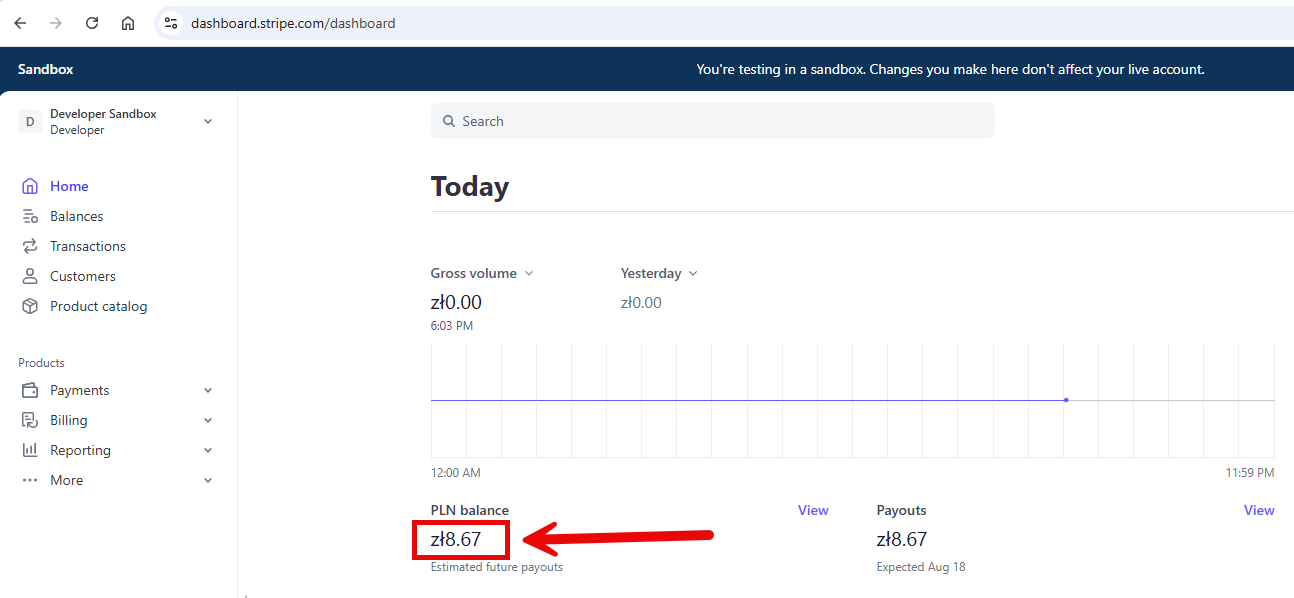 dashboard.stripe.com/dashboard
Sandbox
You're testing in a sandbox. Changes you make here don't affect your live account.
D
Developer Sandbox
Developer
Search
Home
Balances
Transactions
Customers
Product catalog
Products
Payments
Billing
Reporting
More
Today
Gross volume
Yesterday
zł0.00
zł0.00
6:03 PM
12:00 AM
11:59 PM
PLN balance
View
Payouts
View
zł8.67
zł8.67
Estimated future payouts
Expected Aug 18